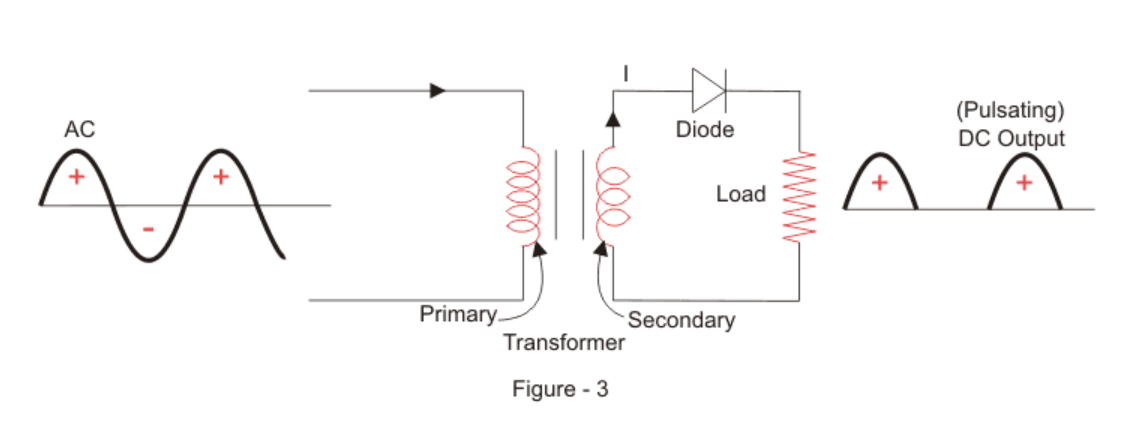 AC
+
-
+
I
Diode
Load
(Pulsating)
DC Output
+
+
Primary
Secondary
Transformer
Figure - 3